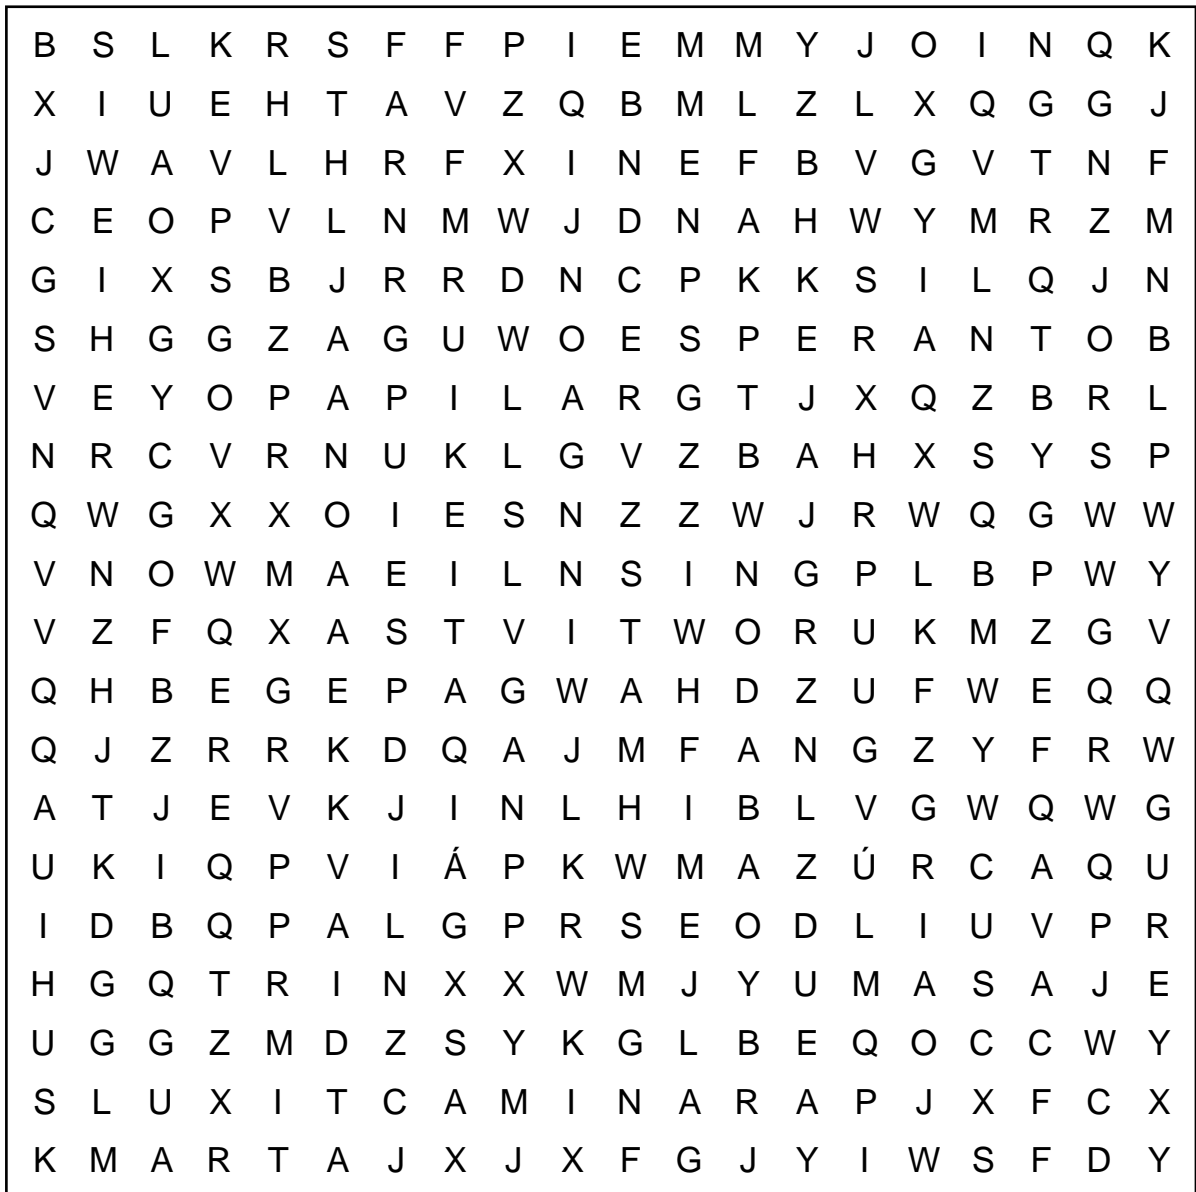 B S L K R S F F P I E M M Y J O I N Q K
X I U E H T A V Z Q B M L Z L X Q G G J
J W A V L H R F X I N E F B V G V T N F
C E O P V L N M W J D N A H W Y M R Z M
G I X S B J R R D N C P K K S I L Q J N
S H G G Z A G U W O E S P E R A N T O B
V E Y O P A P I L A R G T J X Q Z B R L
N R C V R N U K L G V Z B A H X S Y S P
Q W G X X O I E S N Z Z W J R W Q G W W
V N O W M A E I L N S I N G P L B P W Y
V Z F Q X A S T V I T W O R U K M Z G V
Q H B E G E P A G W A H D Z U F W E Q Q
Q J Z R R K D Q A J M F A N G Z Y F R W
A T J E V K J I N L H I B L V G W Q W G
U K I Q P V I Á P K W M A Z Ú R C A Q U
I D B Q P A L G P R S E O D L I U V P R
H G Q T R I N X X W M J Y U M A S A J E
U G G Z M D Z S Y K G L B E Q O C C W Y
S L U X I T C A M I N A R A P J X F C X
K M A R T A J X J X F G J Y I W S F D Y